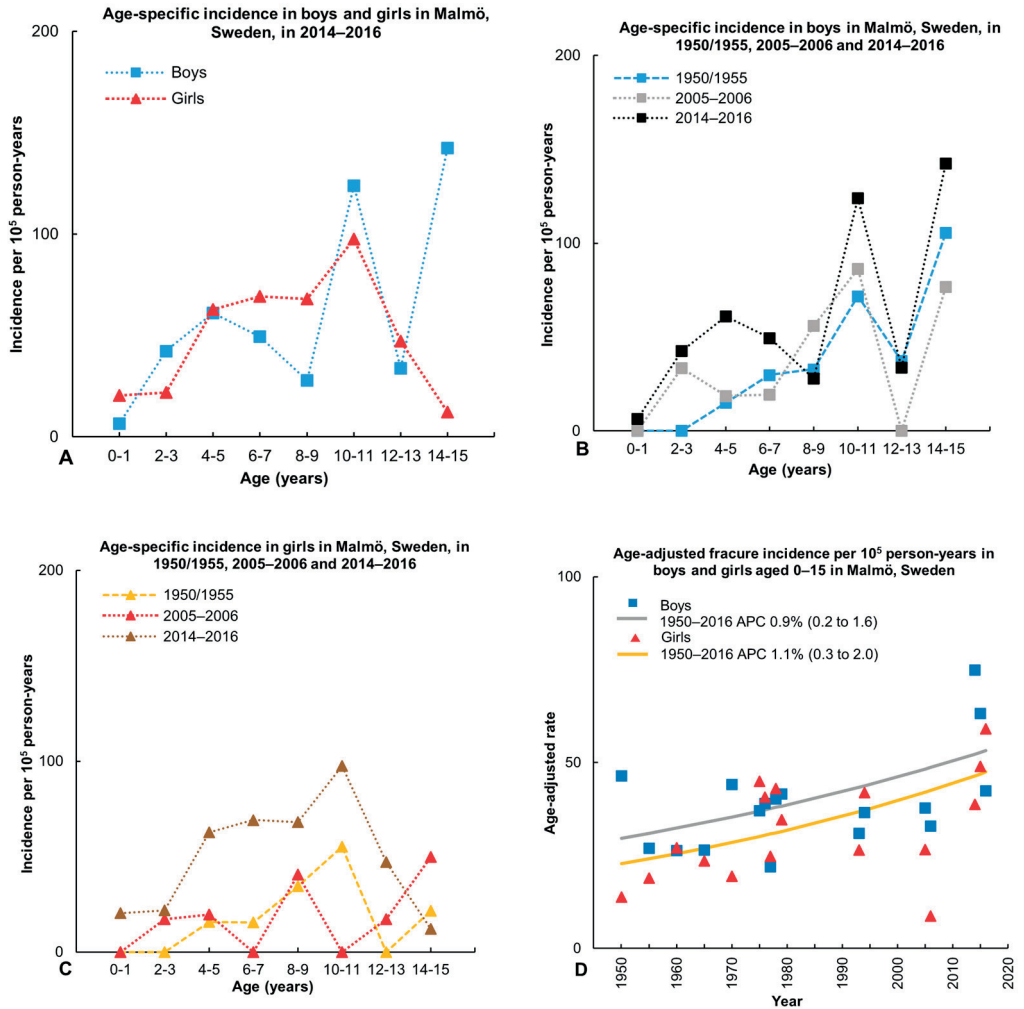 Age-specific incidence in boys and girls in Malmö,
Sweden, in 2014–2016
200
Boys
Girls
100
0
Incidence per 10⁵ person-years
A
0-1 2-3 4-5 6-7 8-9 10-11 12-13 14-15
Age (years)
Age-specific incidence in boys in Malmö, Sweden, in
1950/1955, 2005–2006 and 2014–2016
200
1950/1955
2005–2006
2014–2016
100
0
Incidence per 10⁵ person-years
B
0-1 2-3 4-5 6-7 8-9 10-11 12-13 14-15
Age (years)
Age-specific incidence in girls in Malmö, Sweden, in
1950/1955, 2005–2006 and 2014–2016
200
1950/1955
2005–2006
2014–2016
100
0
Incidence per 10⁵ person-years
C
0-1 2-3 4-5 6-7 8-9 10-11 12-13 14-15
Age (years)
Age-adjusted fracure incidence per 10⁵ person-years in
boys and girls aged 0–15 in Malmö, Sweden
100
Boys
1950–2016 APC 0.9% (0.2 to 1.6)
Girls
1950–2016 APC 1.1% (0.3 to 2.0)
50
0
Age-adjusted rate
D
1950 1960 1970 1980 1990 2000 2010 2020
Year